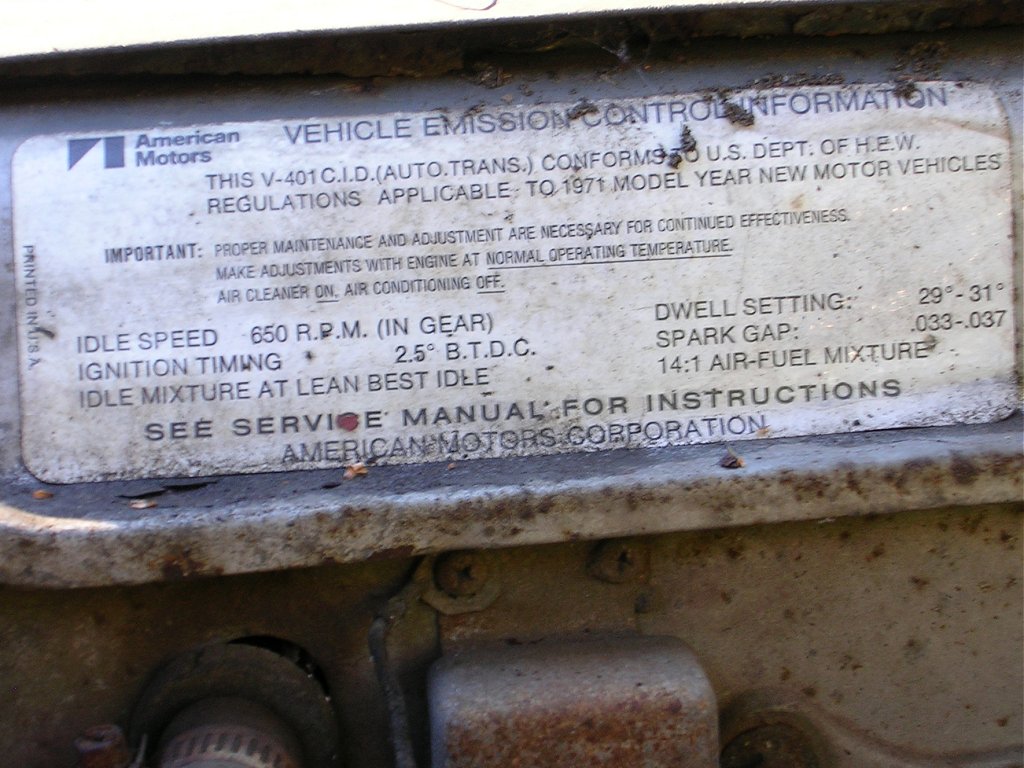 American
Motors
VEHICLE EMISSION CONTROL INFORMATION
THIS V-401 C.I.D. (AUTO.TRANS.) CONFORMS TO U.S. DEPT. OF H.E.W.
REGULATIONS APPLICABLE TO 1971 MODEL YEAR NEW MOTOR VEHICLES
IMPORTANT: PROPER MAINTENANCE AND ADJUSTMENT ARE NECESSARY FOR CONTINUED EFFECTIVENESS.
MAKE ADJUSTMENTS WITH ENGINE AT NORMAL OPERATING TEMPERATURE.
AIR CLEANER ON, AIR CONDITIONING OFF.
IDLE SPEED 650 R.P.M. (IN GEAR)
IGNITION TIMING 2.5° B.T.D.C.
IDLE MIXTURE AT LEAN BEST IDLE
DWELL SETTING: 29°-31°
SPARK GAP: .033-.037
14:1 AIR-FUEL MIXTURE
SEE SERVICE MANUAL FOR INSTRUCTIONS
AMERICAN MOTORS CORPORATION
PRINTED IN U.S.A.